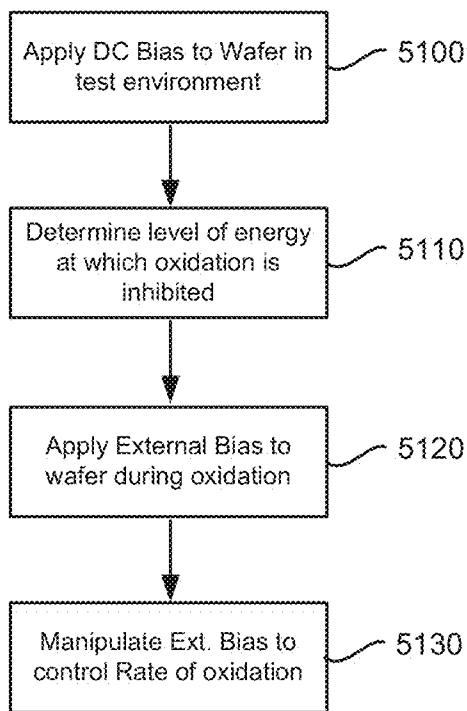 Apply DC Bias to Wafer in
test environment
5100
Determine level of energy
at which oxidation is
inhibited
5110
Apply External Bias to
wafer during oxidation
5120
Manipulate Ext. Bias to
control Rate of oxidation
5130